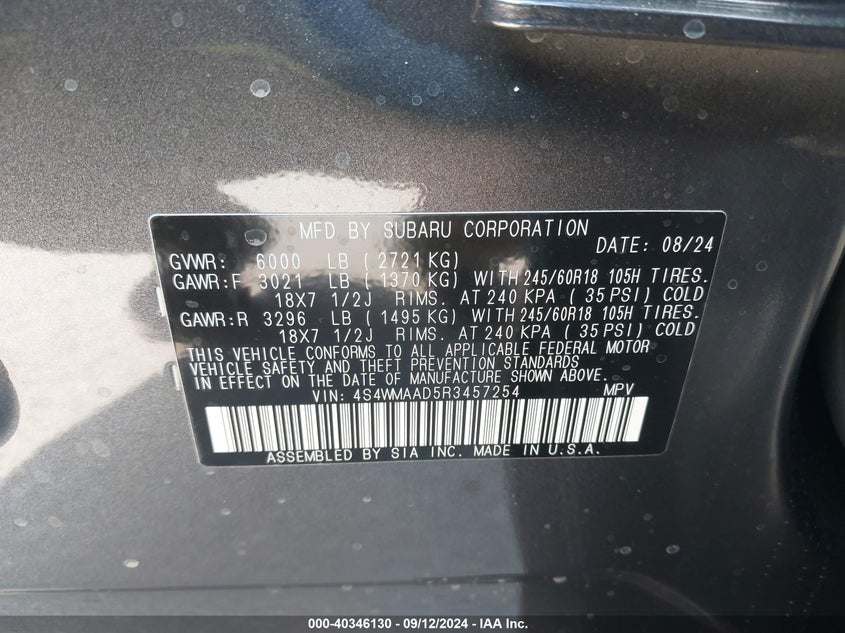 MFD BY SUBARU CORPORATION
DATE: 08/24
GVWR: 6000 LB ( 2721 KG)
GAWR:F 3021 LB ( 1370 KG) WITH 245/60R18 105H TIRES.
18X7 1/2J RIMS. AT 240 KPA ( 35 PSI) COLD
GAWR:R 3296 LB ( 1495 KG) WITH 245/60R18 105H TIRES.
18X7 1/2J RIMS. AT 240 KPA ( 35 PSI) COLD
THIS VEHICLE CONFORMS TO ALL APPLICABLE FEDERAL MOTOR
VEHICLE SAFETY AND THEFT PREVENTION STANDARDS
IN EFFECT ON THE DATE OF MANUFACTURE SHOWN ABOVE.
VIN: 4S4WMAAD5R3457254 MPV
ASSEMBLED BY SIA INC. MADE IN U.S.A.
000-40346130 - 09/12/2024 - IAA Inc.